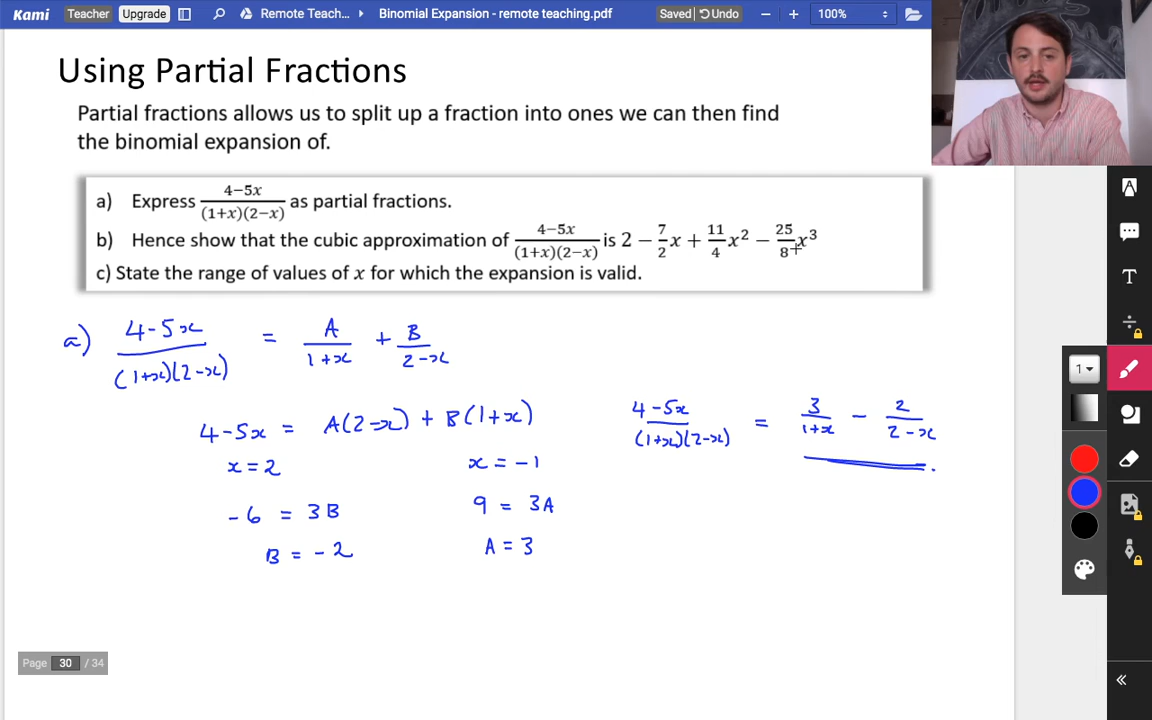 Kami Teacher Upgrade Remote Teach... Binomial Expansion - remote teaching.pdf Saved Undo − + 100%
Using Partial Fractions
Partial fractions allows us to split up a fraction into ones we can then find
the binomial expansion of.
a) Express (4−5x)/((1+x)(2−x)) as partial fractions.
b) Hence show that the cubic approximation of (4−5x)/((1+x)(2−x)) is 2 − 7/2 x + 11/4 x² − 25/8 x³
c) State the range of values of x for which the expansion is valid.
a) (4-5x)/((1+x)(2-x)) = A/(1+x) + B/(2-x)
4-5x = A(2-x) + B(1+x)
x = 2
-6 = 3B
B = -2
x = -1
9 = 3A
A = 3
(4-5x)/((1+x)(2-x)) = 3/(1+x) - 2/(2-x).
T
1
Page 30 / 34